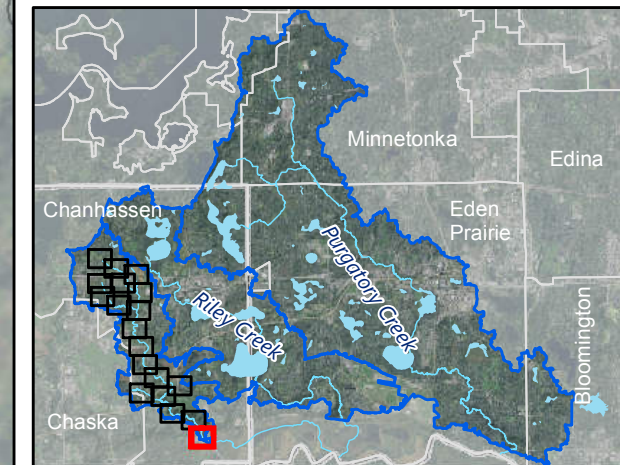 Minnetonka
Edina
Chanhassen
Eden
Prairie
Purgatory Creek
Riley Creek
Bloomington
Chaska